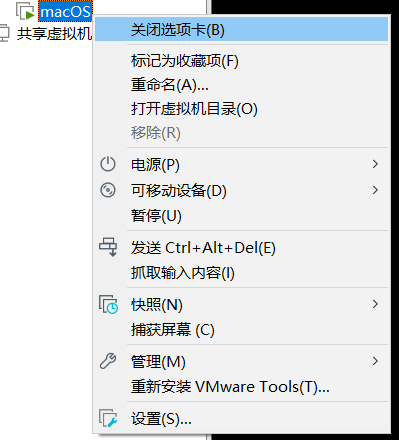 macOS
共享虚拟机
关闭选项卡(B)
标记为收藏项(F)
重命名(A)...
打开虚拟机目录(O)
移除(R)
电源(P)
可移动设备(D)
暂停(U)
发送 Ctrl+Alt+Del(E)
抓取输入内容(I)
快照(N)
捕获屏幕 (C)
管理(M)
重新安装 VMware Tools(T)...
设置(S)...